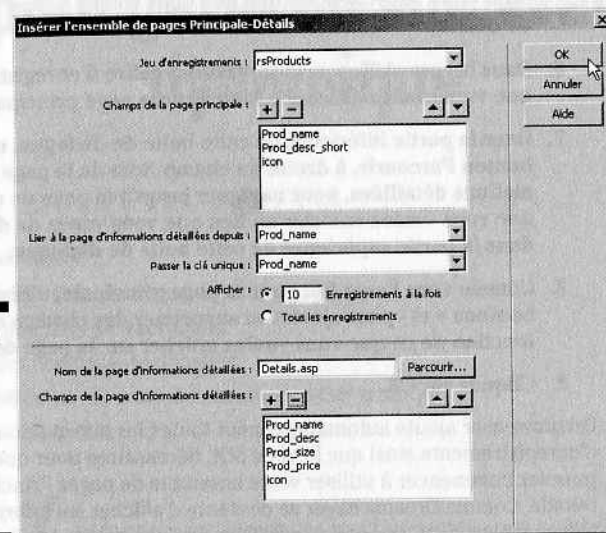 Insérer l'ensemble de pages Principale-Détails
Jeu d'enregistrements : rsProducts
OK
Annuler
Aide
Champs de la page principale :
Prod_name
Prod_desc_short
icon
Lier à la page d'informations détaillées depuis : Prod_name
Passer la clé unique : Prod_name
Afficher : 10 Enregistrements à la fois
Tous les enregistrements
Nom de la page d'informations détaillées : Details.asp Parcourir...
Champs de la page d'informations détaillées :
Prod_name
Prod_desc
Prod_size
Prod_price
icon